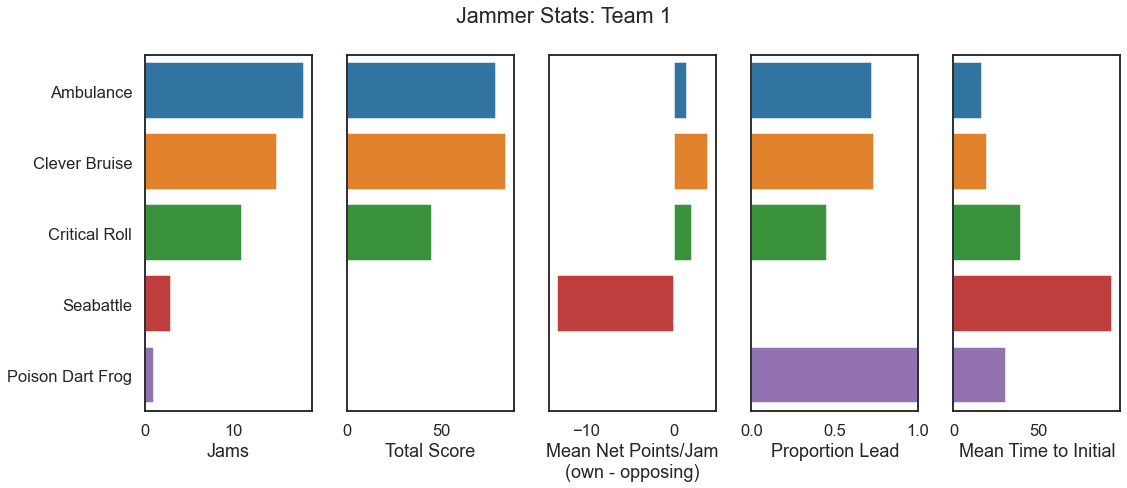 Jammer Stats: Team 1
Ambulance
Clever Bruise
Critical Roll
Seabattle
Poison Dart Frog
0 10
Jams
0 50
Total Score
−10 0
Mean Net Points/Jam
(own - opposing)
0.0 0.5 1.0
Proportion Lead
0 50
Mean Time to Initial